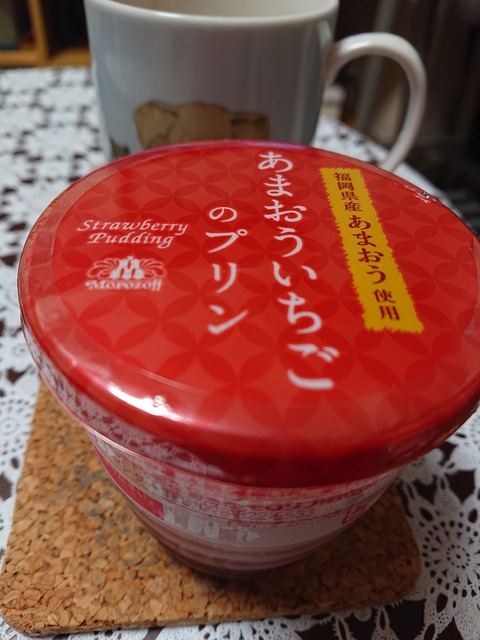 福岡県産あまおう使用
あまおういちご
のプリン
Strawberry
Pudding
Morozoff